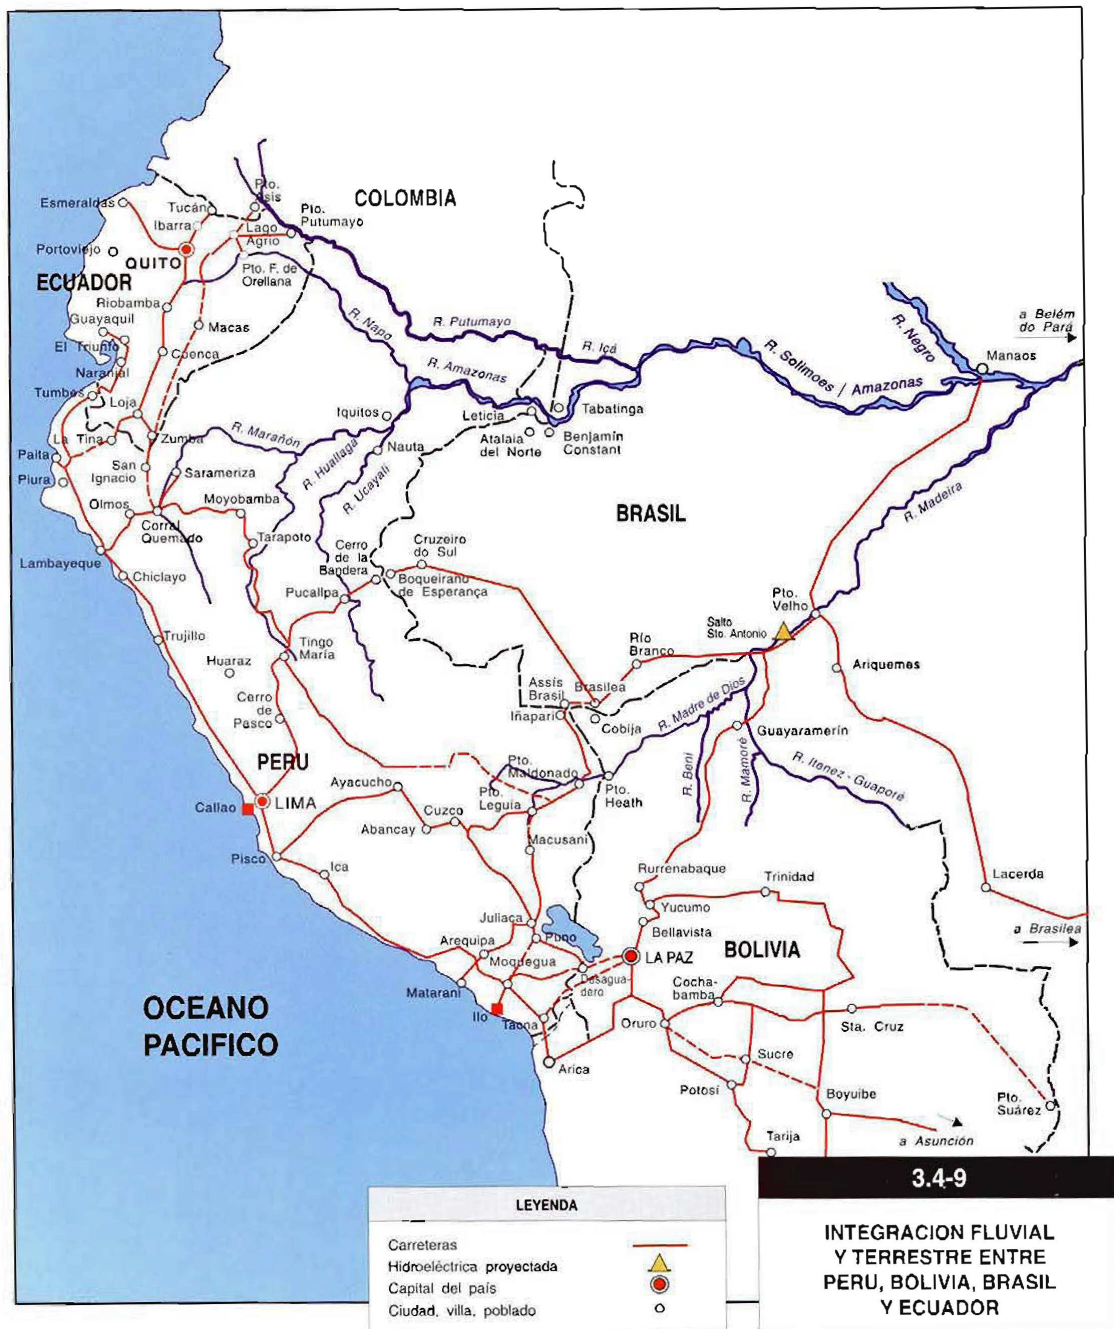 COLOMBIA
Esmeraldas
Tucán
Pto.
Asis
Ibarra
Lago
Agrio
Pto.
Putumayo
Portoviejo
QUITO
ECUADOR
Pto. F. de
Orellana
Riobamba
Guayaquil
Macas
El Triunfo
Cuenca
Naranjal
Tumbes
Loja
R. Napo
R. Putumayo
R. Içá
R. Amazonas
R. Solimoes / Amazonas
R. Negro
a Belém
do Pará
Manaos
La Tina
Zumba
Paita
Piura
San
Ignacio
R. Marañón
Iquitos
R. Huallaga
R. Ucayali
Nauta
Leticia
Tabatinga
Atalaia
del Norte
Benjamín
Constant
Sarameriza
Olmos
Moyobamba
Corral
Quemado
Tarapoto
Lambayeque
Chiclayo
BRASIL
R. Madeira
Cerro
de la
Bandera
Cruzeiro
do Sul
Boqueirano
de Esperança
Pucallpa
Trujillo
Tingo
María
Huaraz
Cerro
de
Pasco
Pto.
Velho
Salto
Sto. Antonio
Río
Branco
Ariquemes
Assís
Brasil
Brasilea
Iñapari
Cobija
R. Madre de Dios
Guayaramerín
R. Beni
R. Mamoré
R. Itenez - Guaporé
PERU
Ayacucho
Pto.
Maldonado
Pto.
Heath
Pto.
Leguia
Callao
LIMA
Cuzco
Abancay
Macusani
Pisco
Ica
Rurrenabaque
Trinidad
Lacerda
Yucumo
Bellavista
a Brasilea
Juliaca
Puno
Arequipa
Moquegua
Desagua-
dero
LA PAZ
BOLIVIA
Matarani
Ilo
Tacna
Cocha-
bamba
Oruro
Sta. Cruz
OCEANO
PACIFICO
Arica
Sucre
Potosí
Boyuibe
Pto.
Suárez
Tarija
a Asunción
LEYENDA
Carreteras
Hidroeléctrica proyectada
Capital del país
Ciudad, villa, poblado
3.4-9
INTEGRACION FLUVIAL
Y TERRESTRE ENTRE
PERU, BOLIVIA, BRASIL
Y ECUADOR